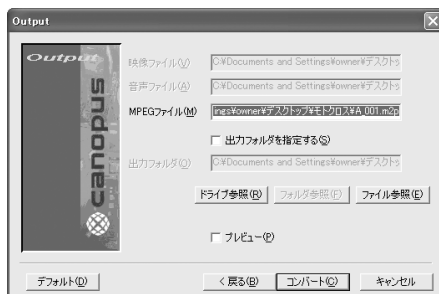 Output
Output
canopus
映像ファイル(V)
C:¥Documents and Settings¥owner¥デスクトッ
音声ファイル(A)
C:¥Documents and Settings¥owner¥デスクトッ
MPEGファイル(M)
ngs¥owner¥デスクトップ¥モトクロス¥A_001.m2p
出力フォルダを指定する(S)
出力フォルダ(O)
C:¥Documents and Settings¥owner¥デスクトッ
ドライブ参照(R) フォルダ参照(F) ファイル参照(E)
プレビュー(P)
デフォルト(D) < 戻る(B) コンバート(C) キャンセル